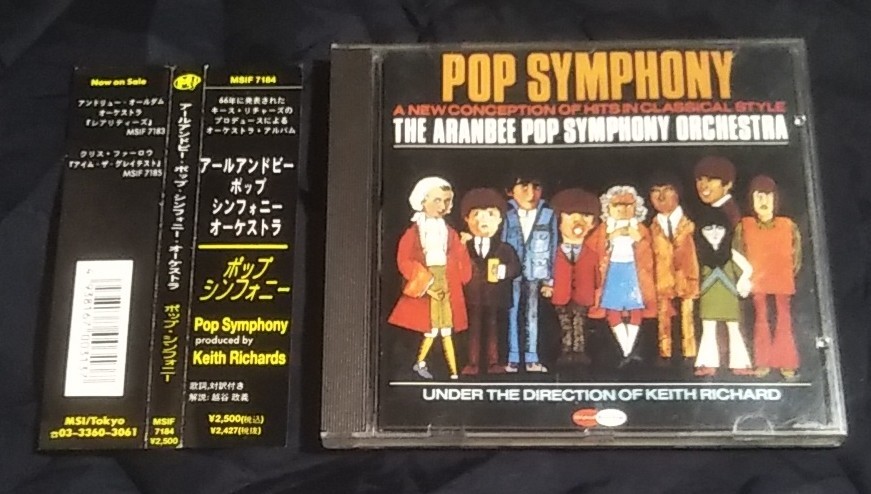 Now on Sale
アンドリュー・オールダム
オーケストラ
『レアリティーズ』
MSIF 7183
クリス・ファーロウ
『アイム・ザ・グレイテスト』
MSIF 7185
MSI/Tokyo
☎03-3360-3061
アールアンドビー・ポップ・シンフォニー・オーケストラ
ポップ・シンフォニー
MSIF
7184
¥2,500
MSIF 7184
66年に発表された
キース・リチャーズの
プロデュースによる
オーケストラ・アルバム
アールアンドビー
ポップ
シンフォニー
オーケストラ
ポップ
シンフォニー
Pop Symphony
produced by
Keith Richards
歌詞,対訳付き
解説: 越谷 政義
¥2,500(税込)
¥2,427(税抜)
POP SYMPHONY
A NEW CONCEPTION OF HITS IN CLASSICAL STYLE
THE ARANBEE POP SYMPHONY ORCHESTRA
UNDER THE DIRECTION OF KEITH RICHARD